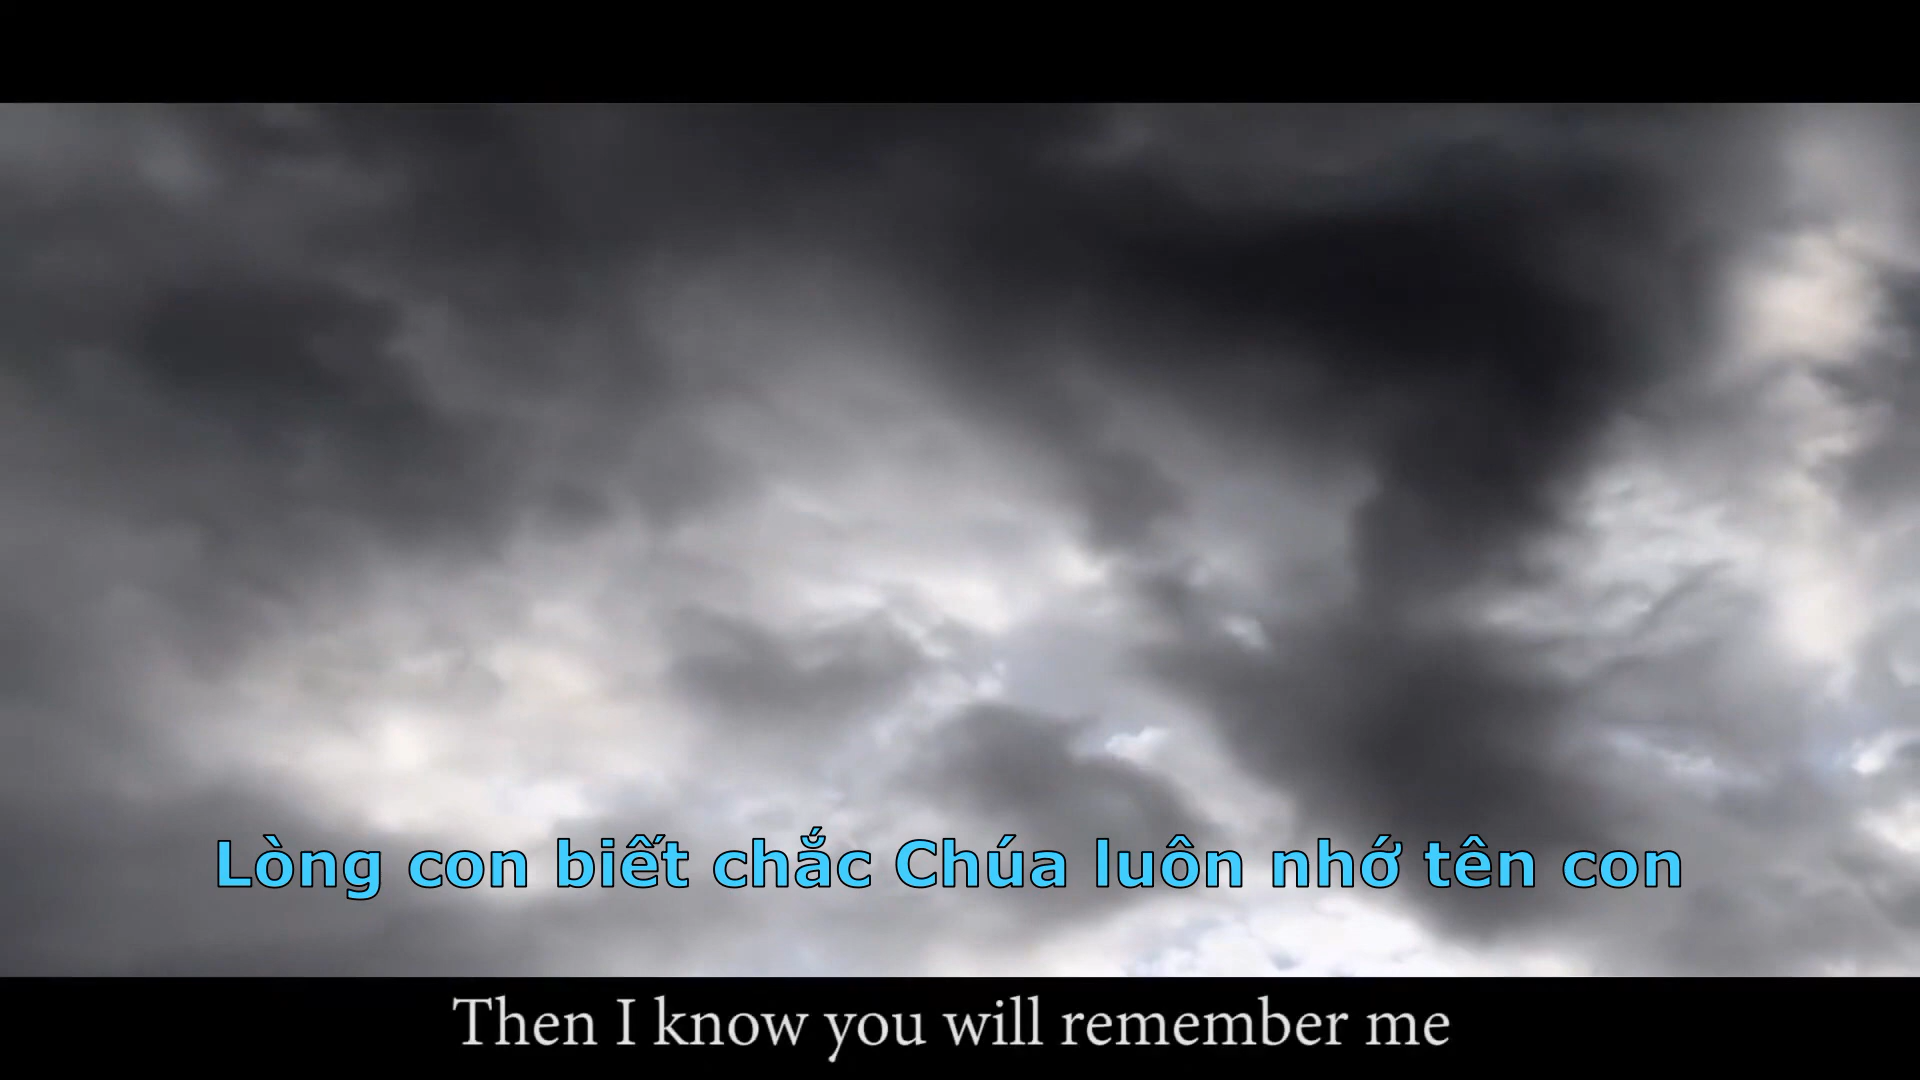 Lòng con biết chắc Chúa luôn nhớ tên con
Then I know you will remember me